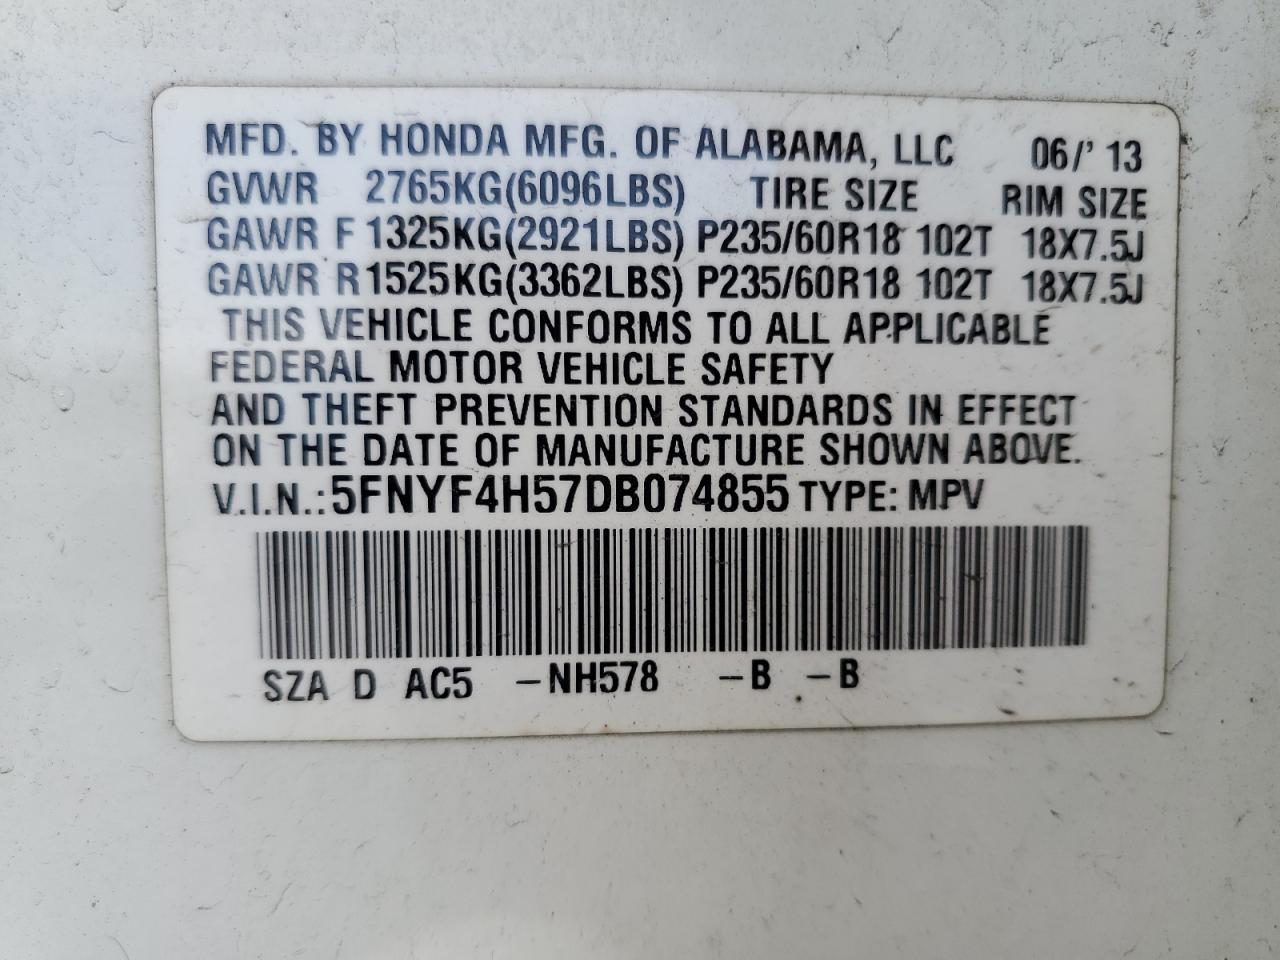 MFD. BY HONDA MFG. OF ALABAMA, LLC 06/' 13
GVWR 2765KG(6096LBS) TIRE SIZE RIM SIZE
GAWR F 1325KG(2921LBS) P235/60R18 102T 18X7.5J
GAWR R 1525KG(3362LBS) P235/60R18 102T 18X7.5J
THIS VEHICLE CONFORMS TO ALL APPLICABLE
FEDERAL MOTOR VEHICLE SAFETY
AND THEFT PREVENTION STANDARDS IN EFFECT
ON THE DATE OF MANUFACTURE SHOWN ABOVE.
V.I.N.: 5FNYF4H57DB074855 TYPE: MPV
SZA D AC5 -NH578 -B -B